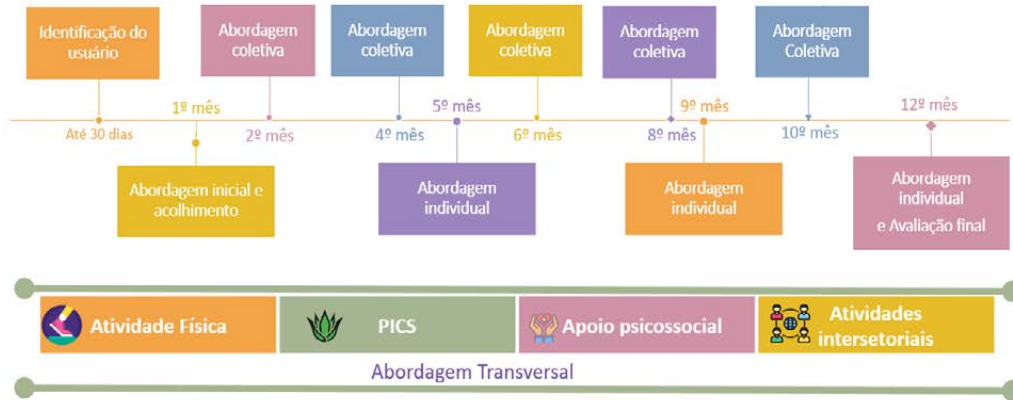 Identificação do
usuário
Abordagem
coletiva
Abordagem
coletiva
Abordagem
coletiva
Abordagem
coletiva
Abordagem
Coletiva
1º mês
5º mês
9º mês
12º mês
Até 30 dias
2º mês
4º mês
6º mês
8º mês
10º mês
Abordagem inicial e
acolhimento
Abordagem
individual
Abordagem
individual
Abordagem
individual
e Avaliação final
Atividade Física
PICS
Apoio psicossocial
Atividades
intersetoriais
Abordagem Transversal